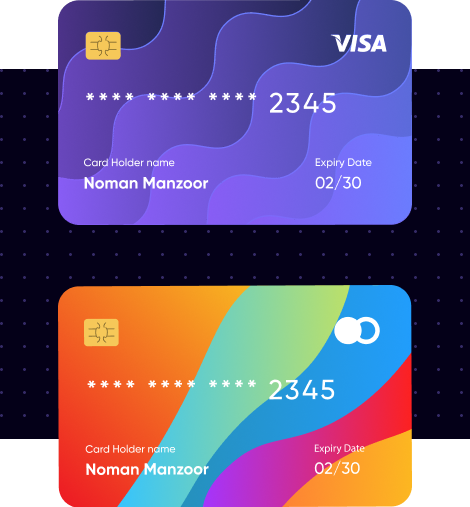 VISA
**** **** **** 2345
Card Holder name
Expiry Date
Noman Manzoor
02/30
**** **** **** 2345
Card Holder name
Expiry Date
Noman Manzoor
02/30